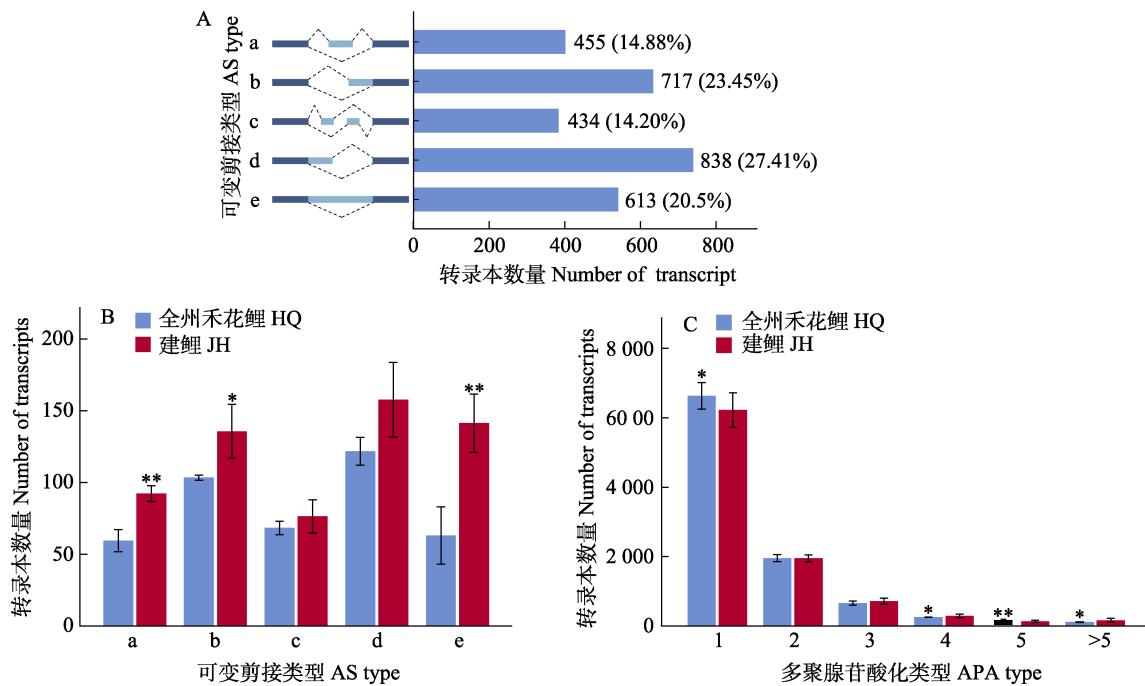 A
可变剪接类型 AS type
a
455 (14.88%)
b
717 (23.45%)
c
434 (14.20%)
d
838 (27.41%)
e
613 (20.5%)
0 200 400 600 800
转录本数量 Number of transcript
B
全州禾花鲤 HQ
建鲤 JH
转录本数量 Number of transcripts
200
150
100
50
0
** * **
a b c d e
可变剪接类型 AS type
C
全州禾花鲤 HQ
建鲤 JH
转录本数量 Number of transcripts
8 000
60 00
4 000
2 000
0
* * ** *
1 2 3 4 5 >5
多聚腺苷酸化类型 APA type